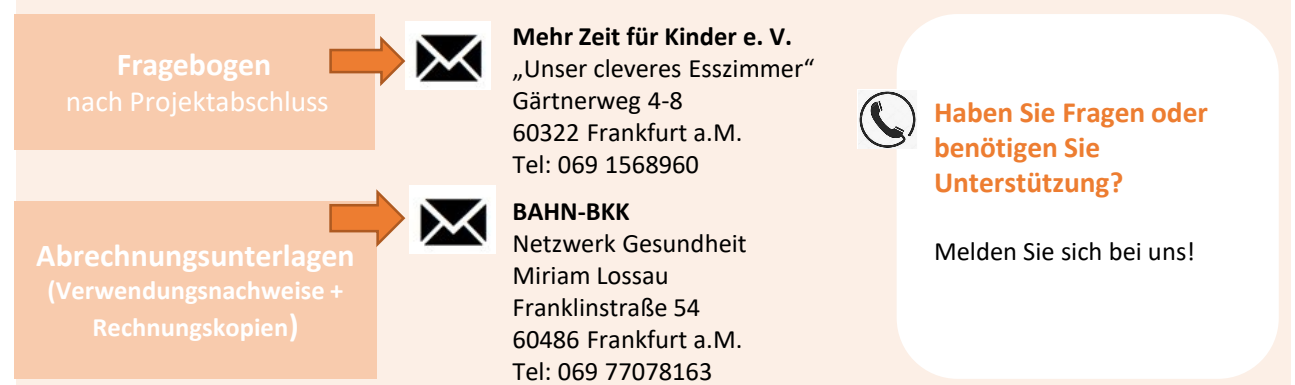 Fragebogen
nach Projektabschluss
Mehr Zeit für Kinder e. V.
„Unser cleveres Esszimmer“
Gärtnerweg 4-8
60322 Frankfurt a.M.
Tel: 069 1568960
Abrechnungsunterlagen
(Verwendungsnachweise +
Rechnungskopien)
BAHN-BKK
Netzwerk Gesundheit
Miriam Lossau
Franklinstraße 54
60486 Frankfurt a.M.
Tel: 069 77078163
Haben Sie Fragen oder
benötigen Sie
Unterstützung?
Melden Sie sich bei uns!